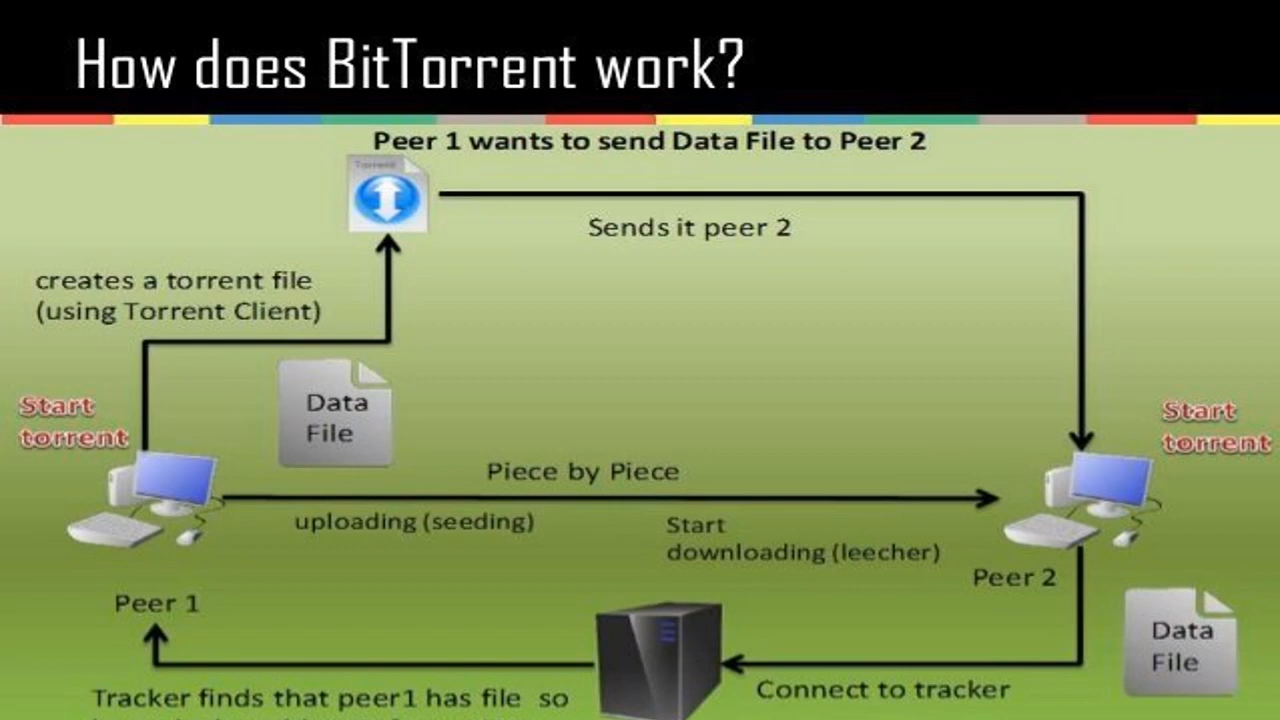 How does BitTorrent work?
Peer 1 wants to send Data File to Peer 2
Torrent
Sends it peer 2
creates a torrent file
(using Torrent Client)
Data
File
Start
torrent
Start
torrent
Piece by Piece
uploading (seeding)
Start
downloading (leecher)
Peer 2
Peer 1
Data
File
Connect to tracker
Tracker finds that peer1 has file so